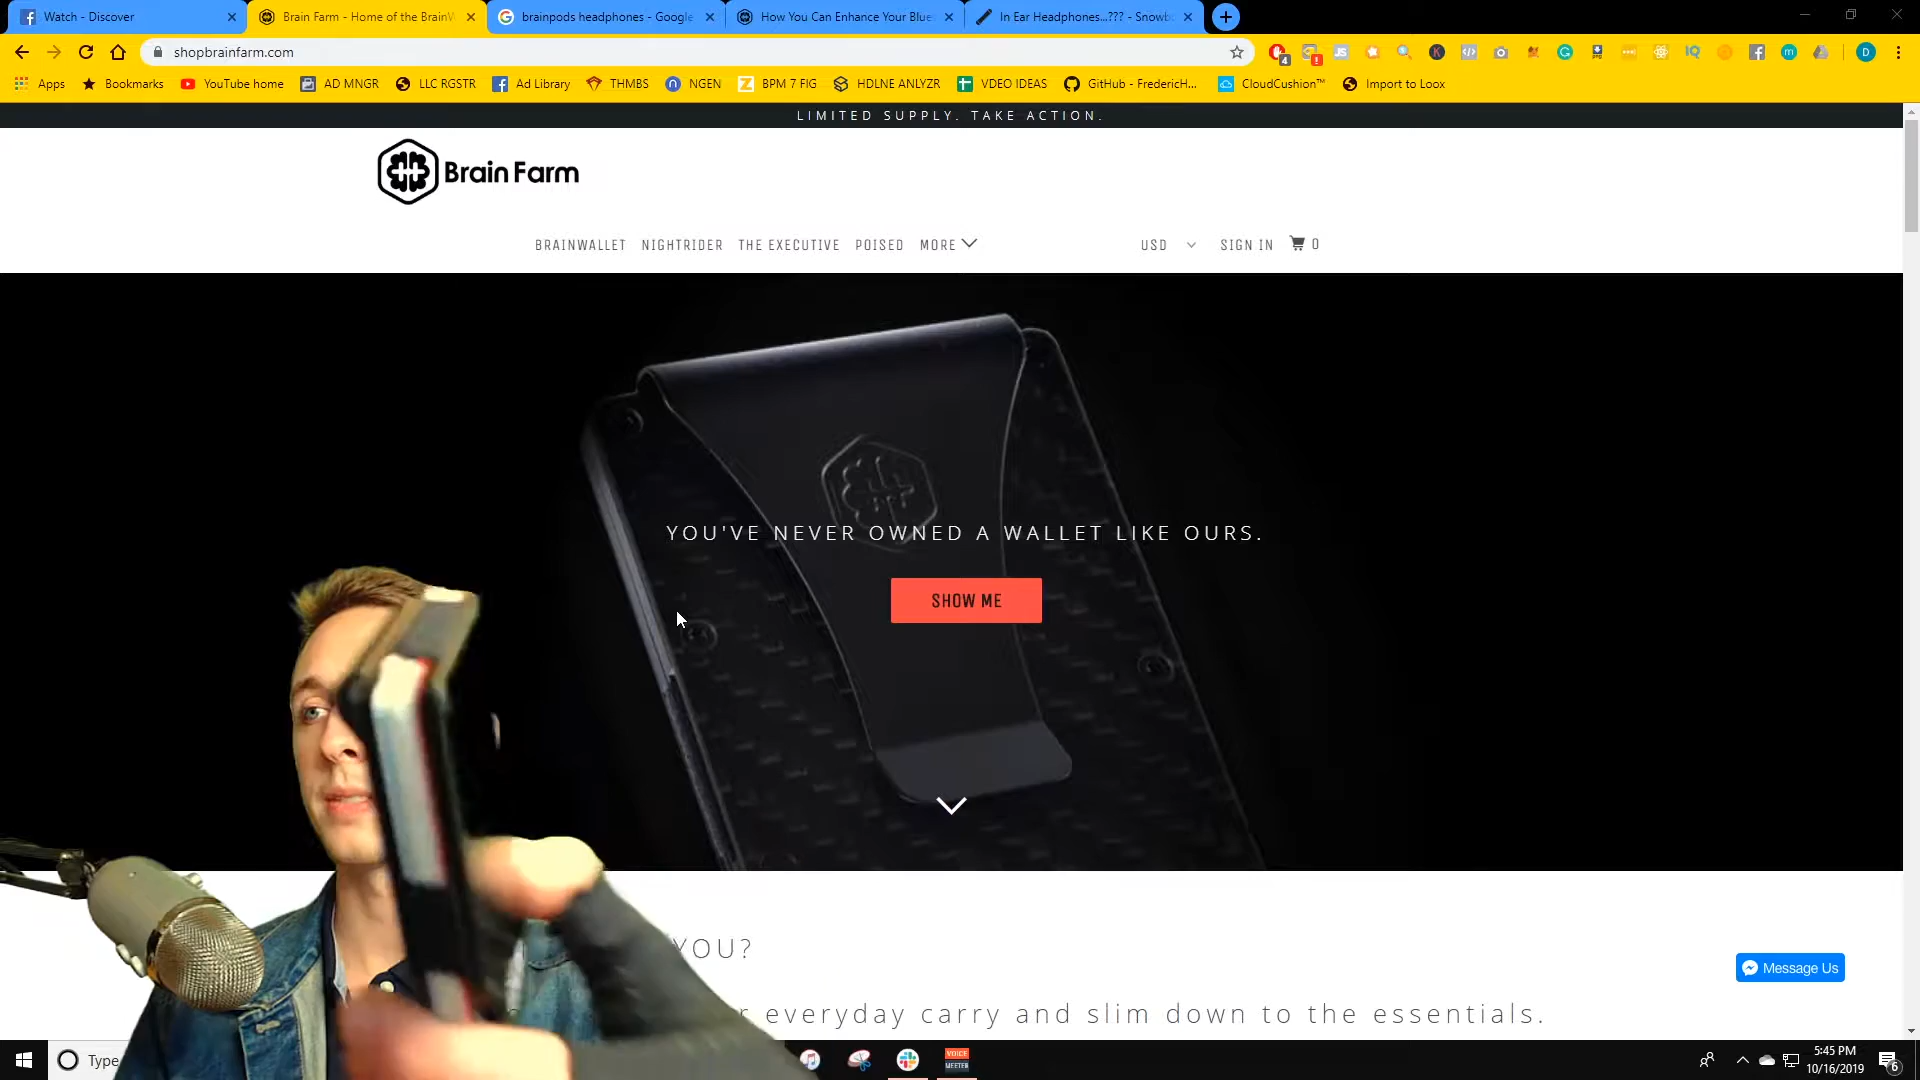 Watch - Discover
Brain Farm - Home of the BrainW
brainpods headphones - Google
How You Can Enhance Your Blue
In Ear Headphones...??? - Snowb
shopbrainfarm.com
Apps
Bookmarks
YouTube home
AD MNGR
LLC RGSTR
Ad Library
THMBS
NGEN
BPM 7 FIG
HDLNE ANLYZR
VDEO IDEAS
GitHub - FredericH...
CloudCushion™
Import to Loox
LIMITED SUPPLY. TAKE ACTION.
Brain Farm
BRAINWALLET NIGHTRIDER THE EXECUTIVE POISED MORE USD SIGN IN 0
YOU'VE NEVER OWNED A WALLET LIKE OURS.
SHOW ME
YOU?
Message Us
everyday carry and slim down to the essentials.
Type
VOICE
MEETER
5:45 PM
10/16/2019
6